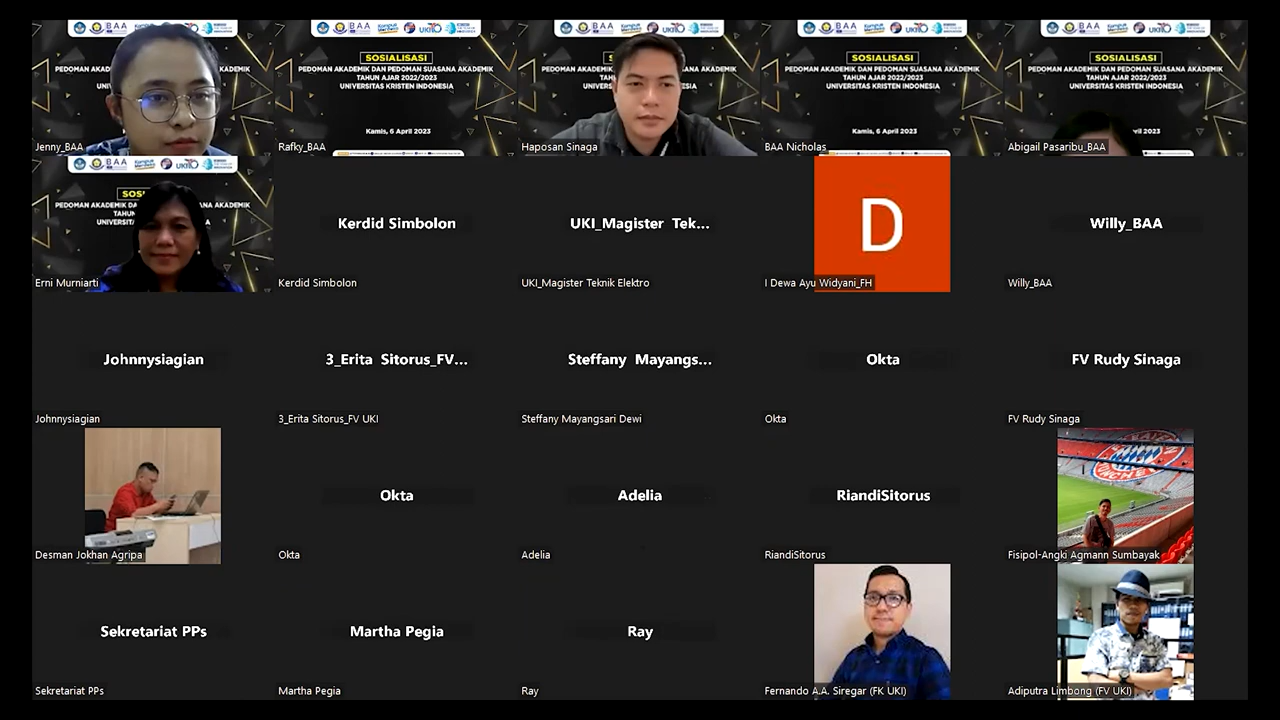 BAA
Kampus Merdeka
UKI
SOSIALISASI
PEDOMAN AKADEMIK DAN PEDOMAN SUASANA AKADEMIK
TAHUN AJAR 2022/2023
UNIVERSITAS KRISTEN INDONESIA
Kamis, 6 April 2023
Jenny_BAA
Rafky_BAA
Haposan Sinaga
BAA Nicholas
Abigail Pasaribu_BAA
Kerdid Simbolon
UKI_Magister Tek...
D
Willy_BAA
Erni Murniarti
Kerdid Simbolon
UKI_Magister Teknik Elektro
I Dewa Ayu Widyani_FH
Willy_BAA
Johnnysiagian
3_Erita Sitorus_FV...
Steffany Mayangs...
Okta
FV Rudy Sinaga
Johnnysiagian
3_Erita Sitorus_FV UKI
Steffany Mayangsari Dewi
Okta
FV Rudy Sinaga
Okta
Adelia
RiandiSitorus
Desman Jokhan Agripa
Okta
Adelia
RiandiSitorus
Fisipol-Angki Agmann Sumbayak
Sekretariat PPs
Martha Pegia
Ray
Sekretariat PPs
Martha Pegia
Ray
Fernando A.A. Siregar (FK UKI)
Adiputra Limbong (FV UKI)